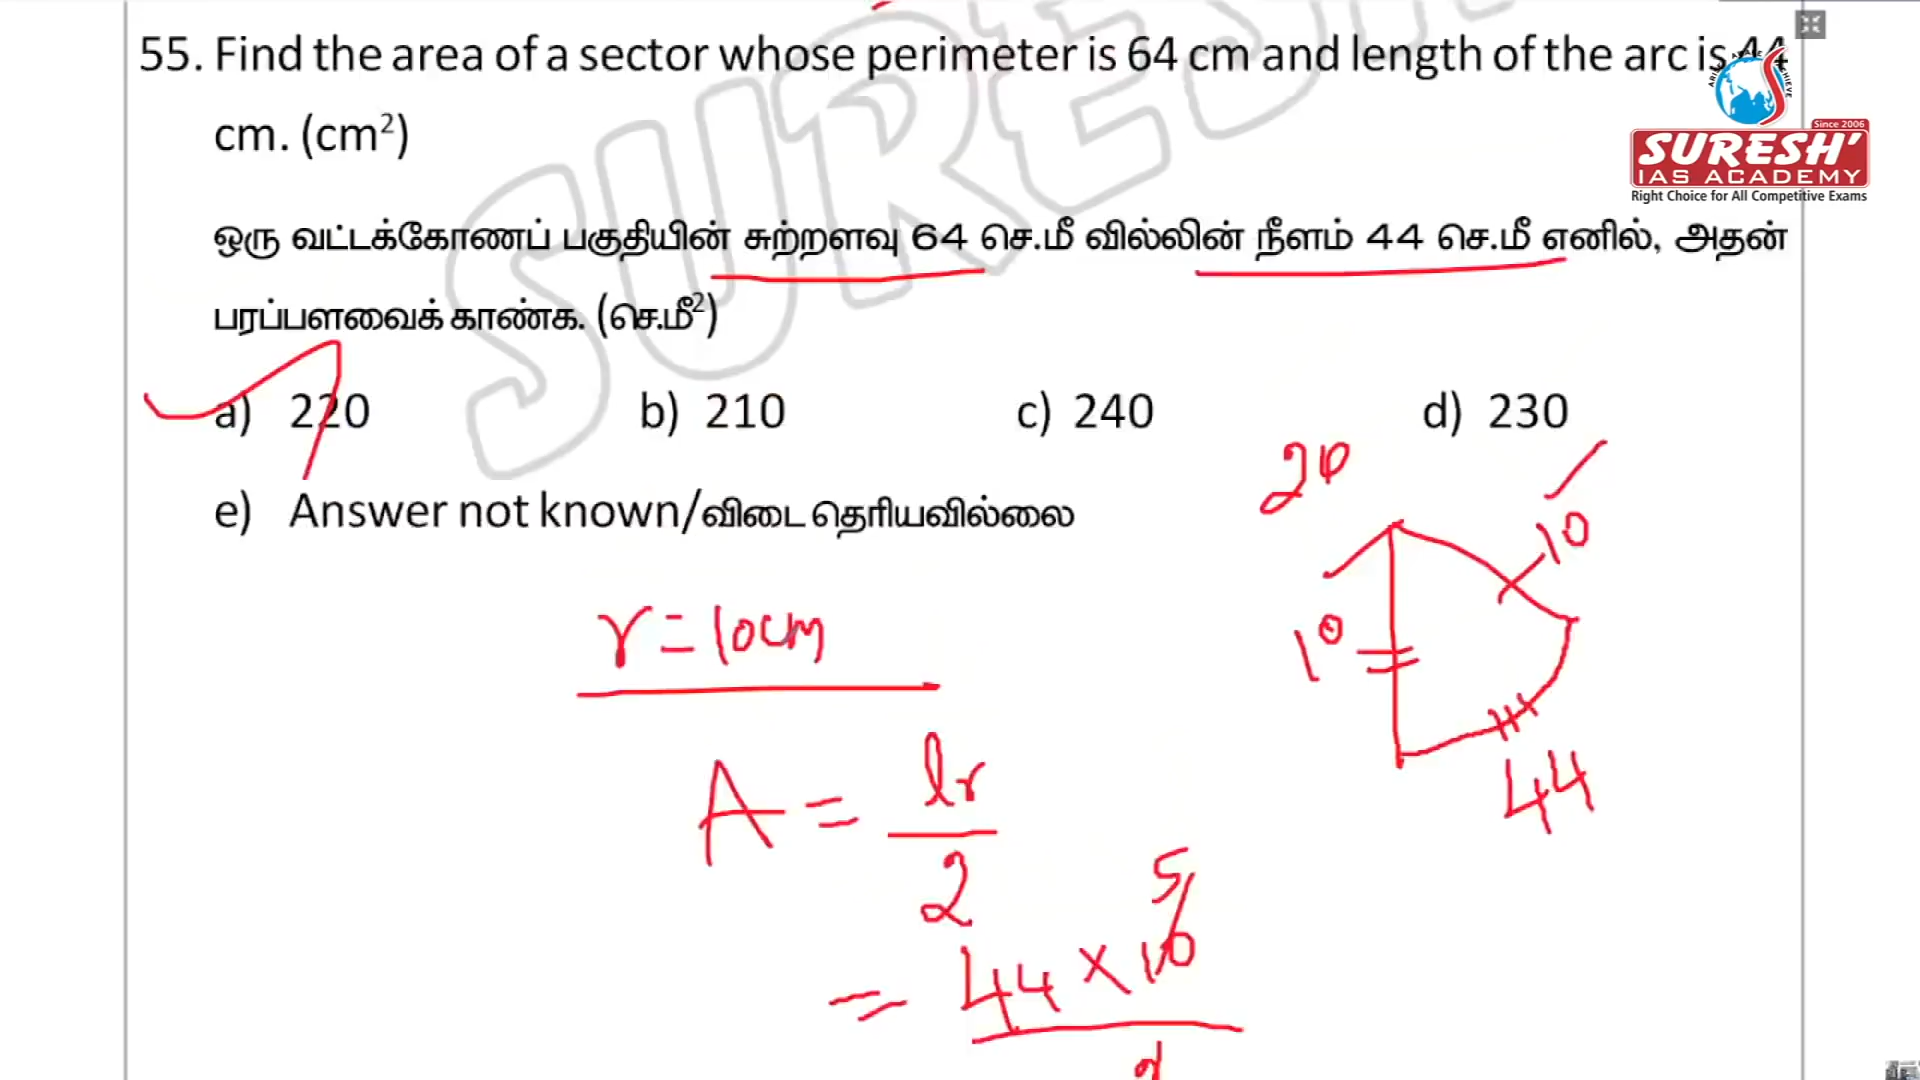 55. Find the area of a sector whose perimeter is 64 cm and length of the arc is 44
cm. (cm²)
ஒரு வட்டக்கோணப் பகுதியின் சுற்றளவு 64 செ.மீ வில்லின் நீளம் 44 செ.மீ எனில், அதன்
பரப்பளவைக் காண்க. (செ.மீ²)
a) 220 b) 210 c) 240 d) 230
e) Answer not known/விடை தெரியவில்லை
20
10
10
44
r = 10cm
A = lr
2
5
= 44 × 10
2
Since 2006
SURESH'
IAS ACADEMY
Right Choice for All Competitive Exams